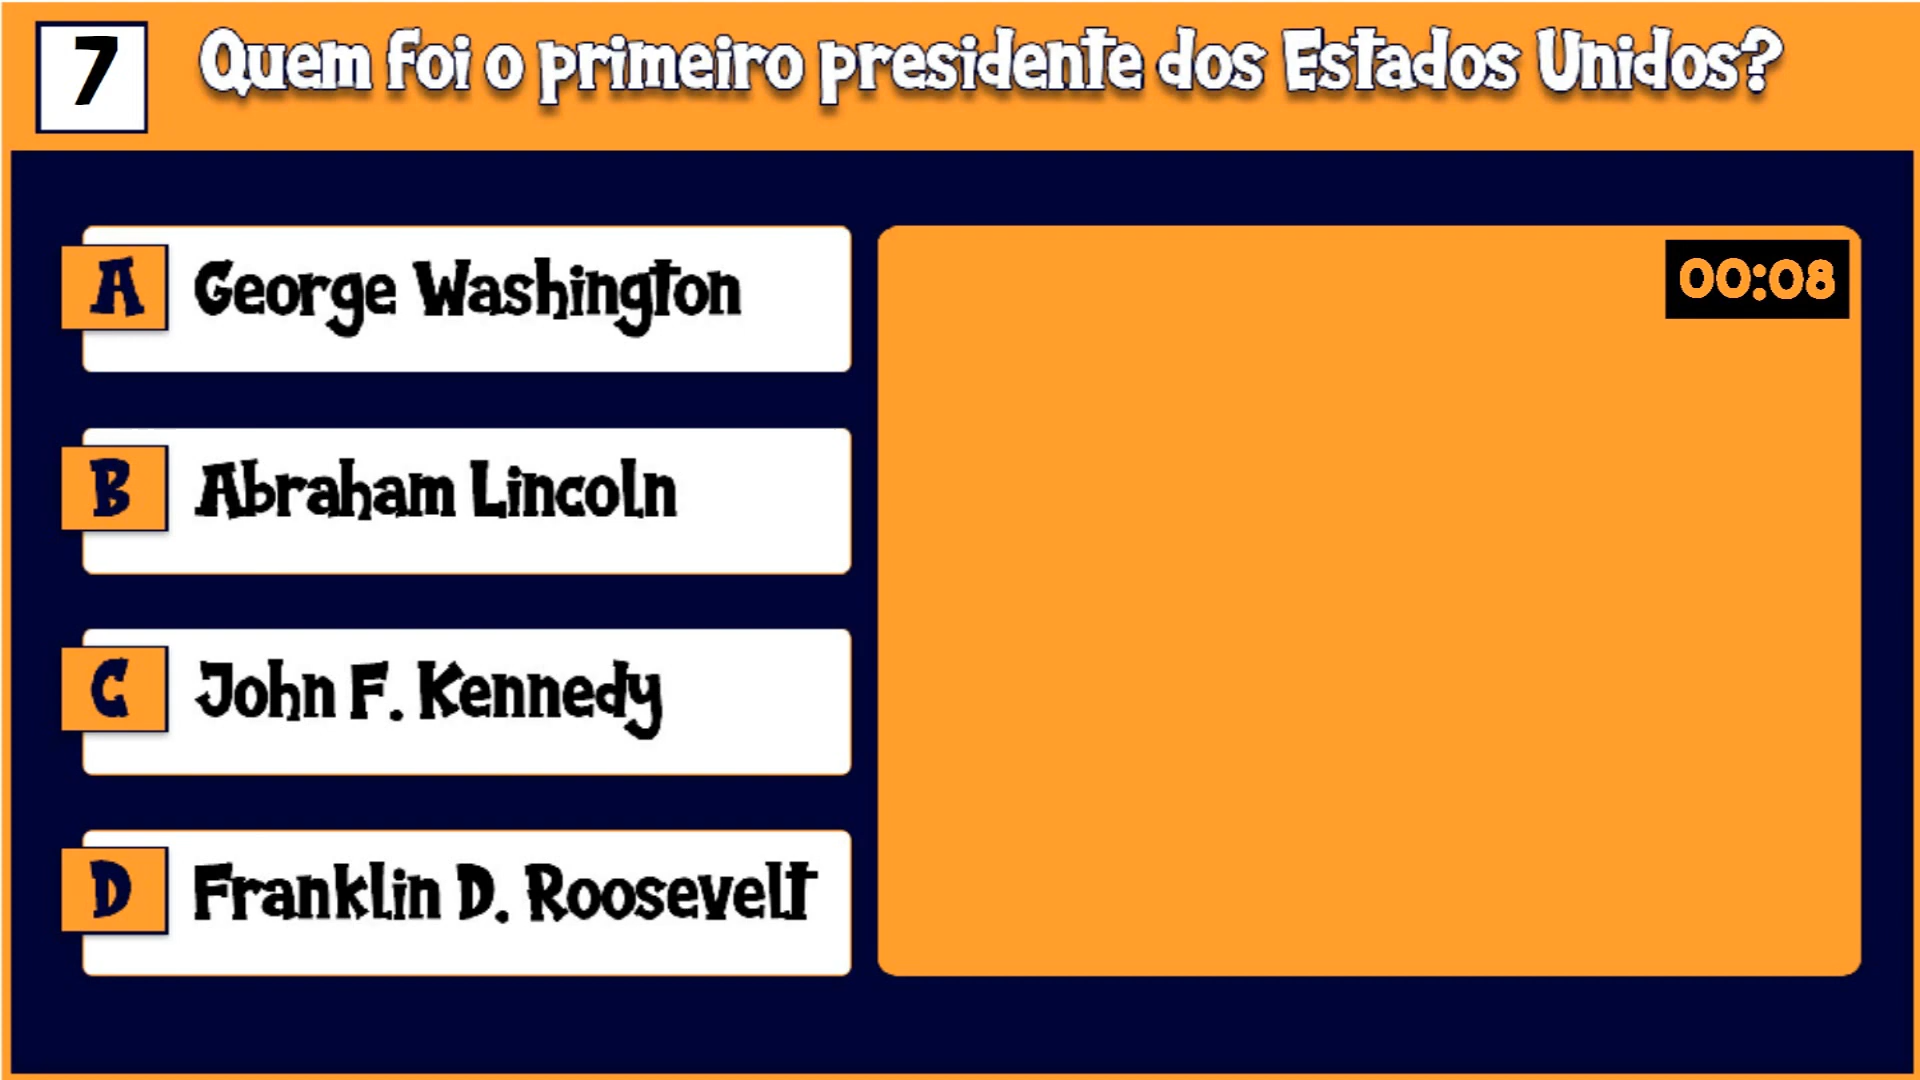 7
Quem foi o primeiro presidente dos Estados Unidos?
A George Washington
00:08
B Abraham Lincoln
C John F. Kennedy
D Franklin D. Roosevelt